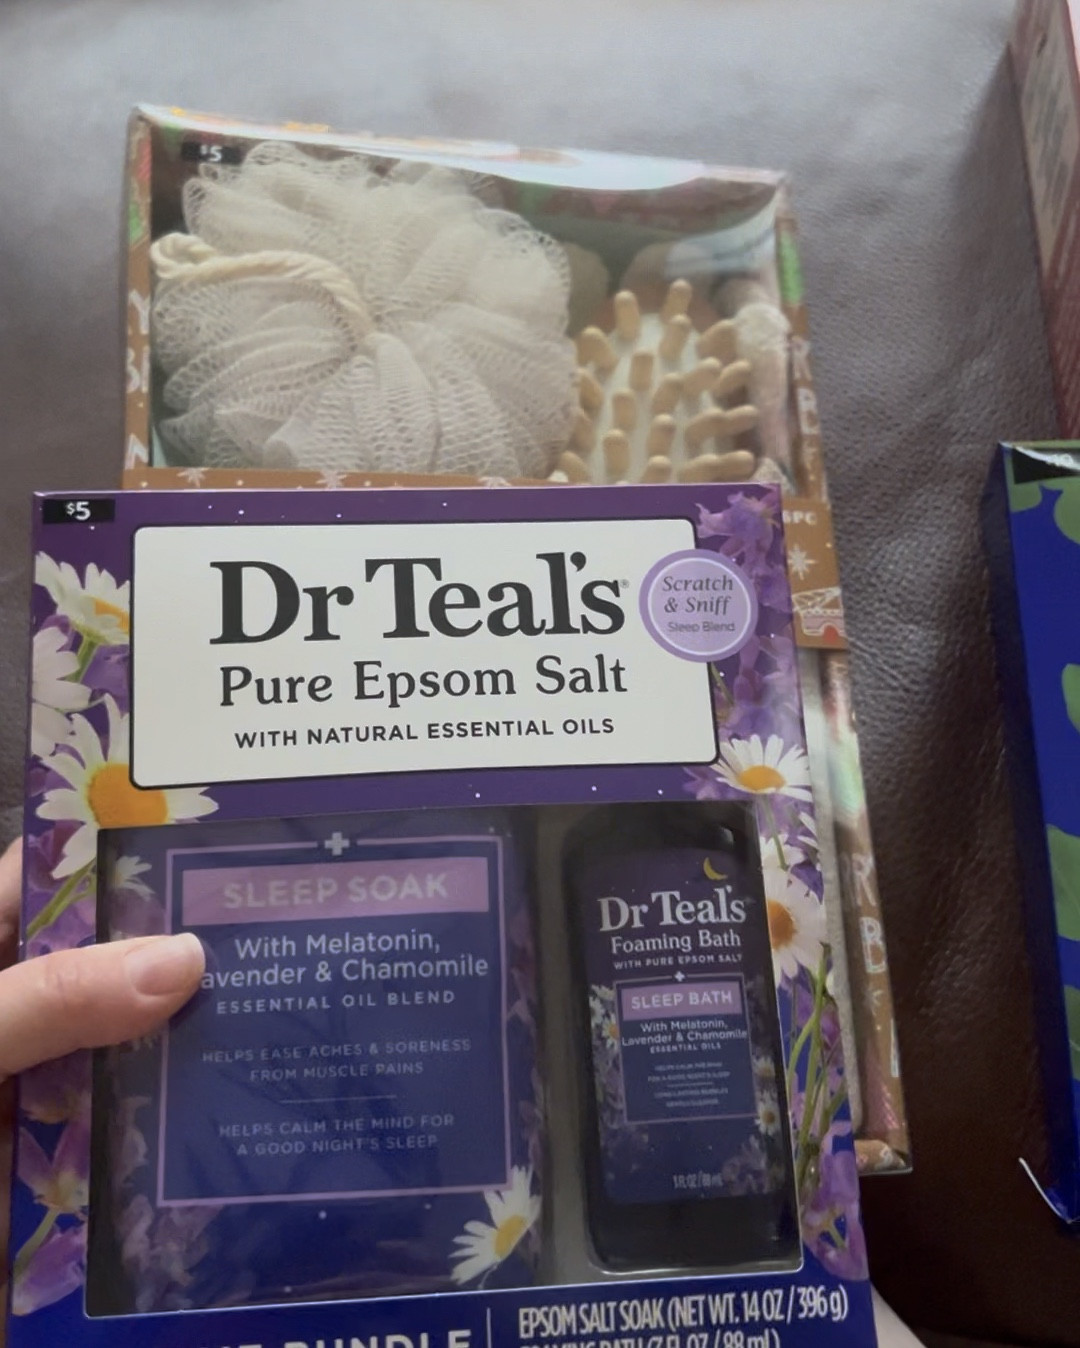 $5
6PC
$5
Dr Teal's®
Pure Epsom Salt
WITH NATURAL ESSENTIAL OILS
Scratch
& Sniff
Sleep Blend
SLEEP SOAK
With Melatonin,
avender & Chamomile
ESSENTIAL OIL BLEND
HELPS EASE ACHES & SORENESS
FROM MUSCLE PAINS
HELPS CALM THE MIND FOR
A GOOD NIGHT'S SLEEP
Dr Teal's
Foaming Bath
WITH PURE EPSOM SALT
SLEEP BATH
With Melatonin,
Lavender & Chamomile
ESSENTIAL OILS
BUNDLE
EPSOM SALT SOAK (NET WT. 14 OZ / 396 g)